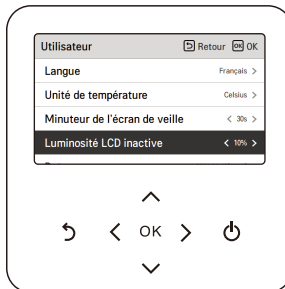 Utilisateur Retour OK OK
Langue Français >
Unité de température Celsius >
Minuteur de l'écran de veille < 30s >
Luminosité LCD inactive < 10% >
OK